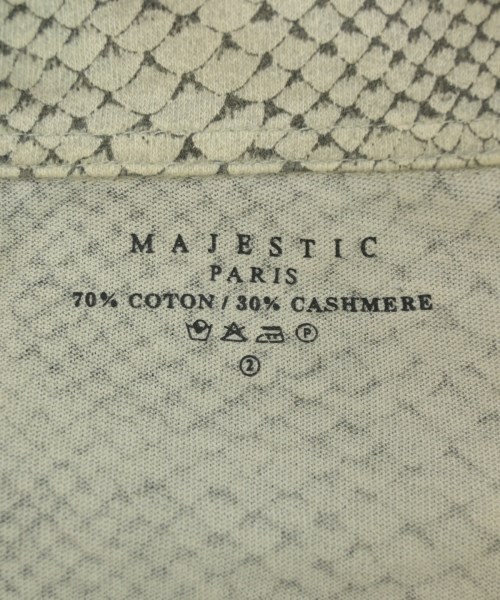 MAJESTIC
PARIS
70% COTON / 30% CASHMERE
P
2